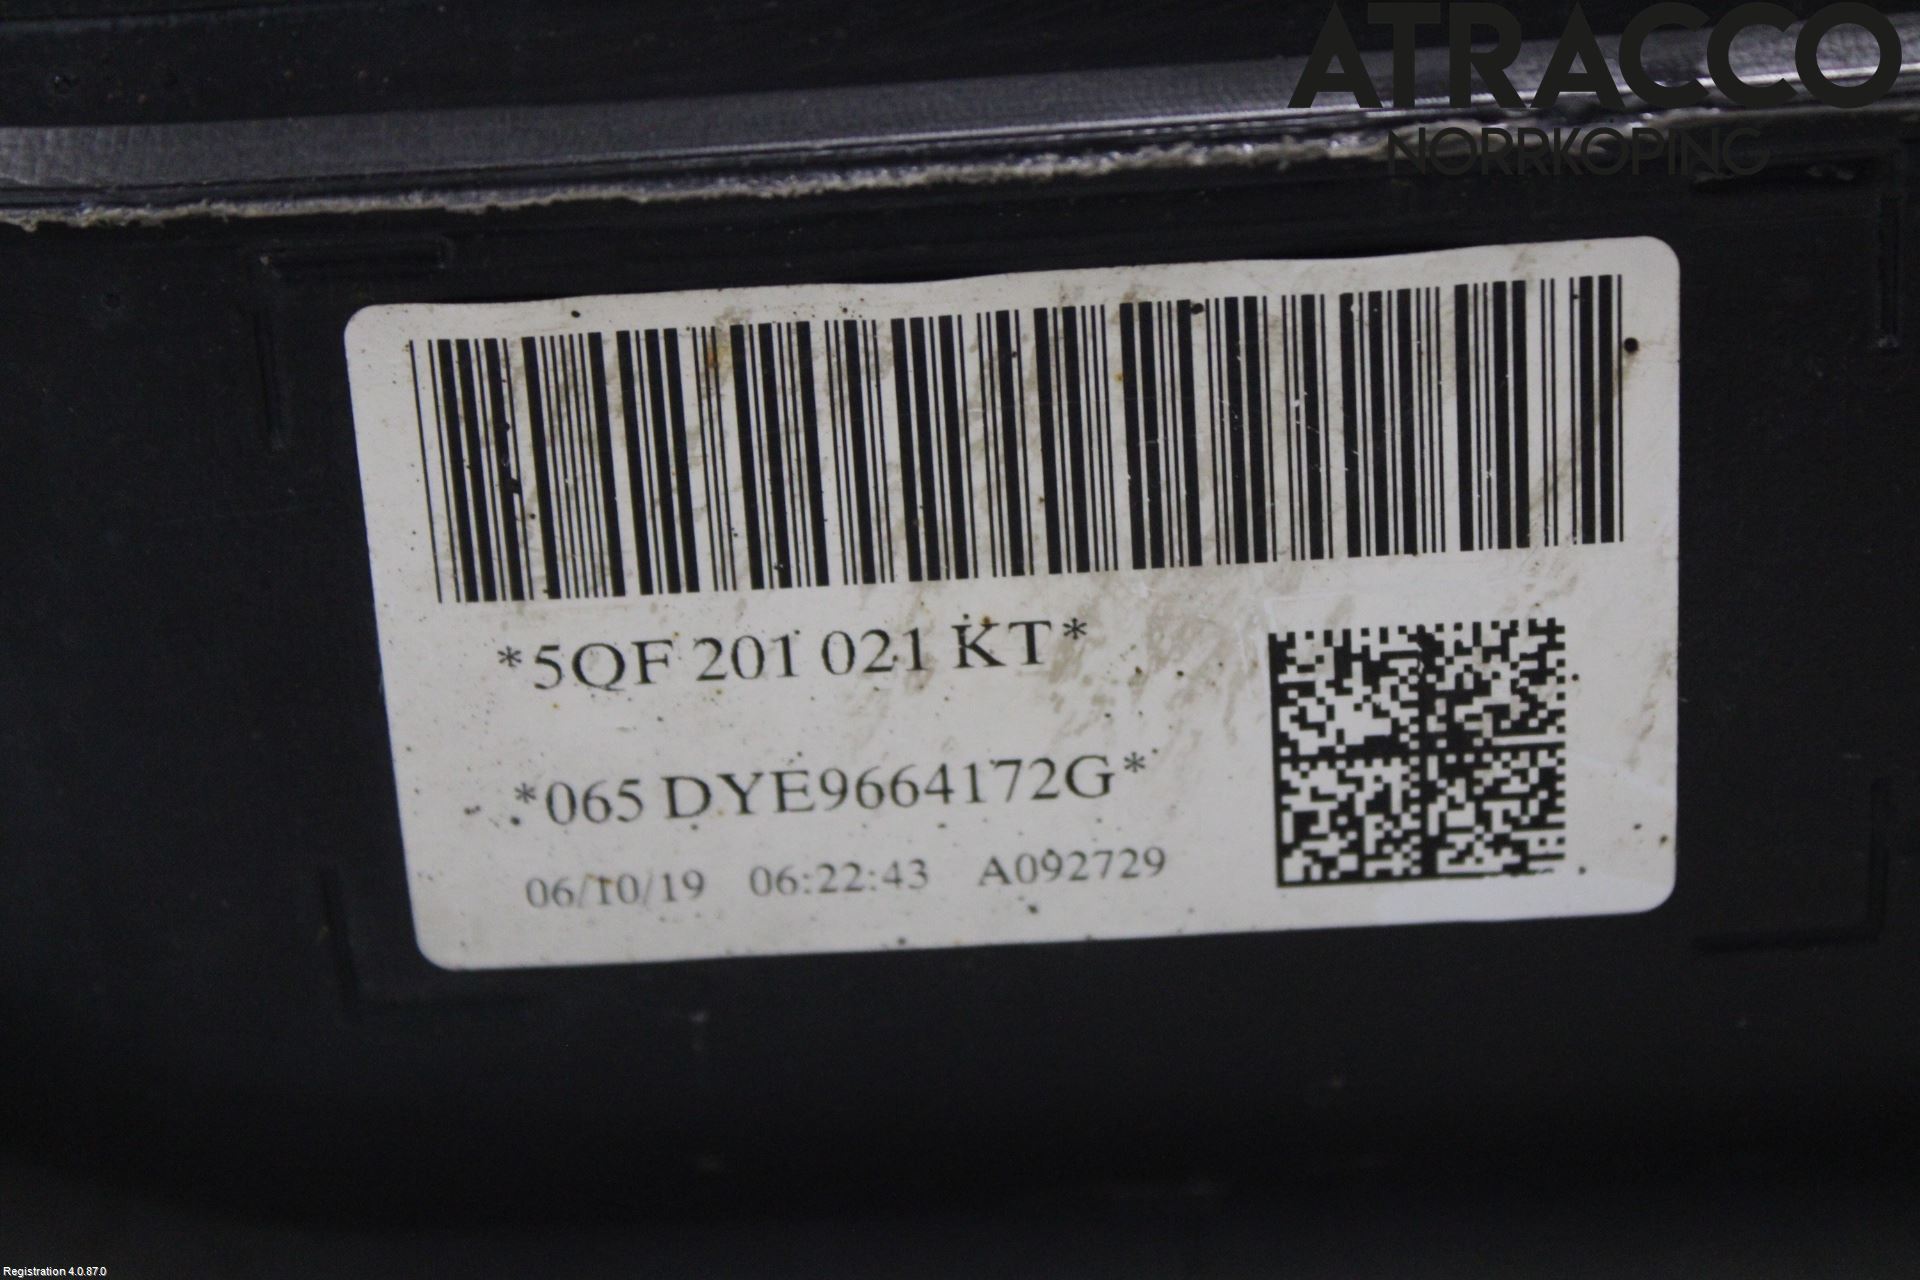 ATRACCO
NORRKÖPING
*5QF 201 021 KT*
*065 DYE9664172G*
06/10/19 06:22:43 A092729
Registration 4.0.87.0